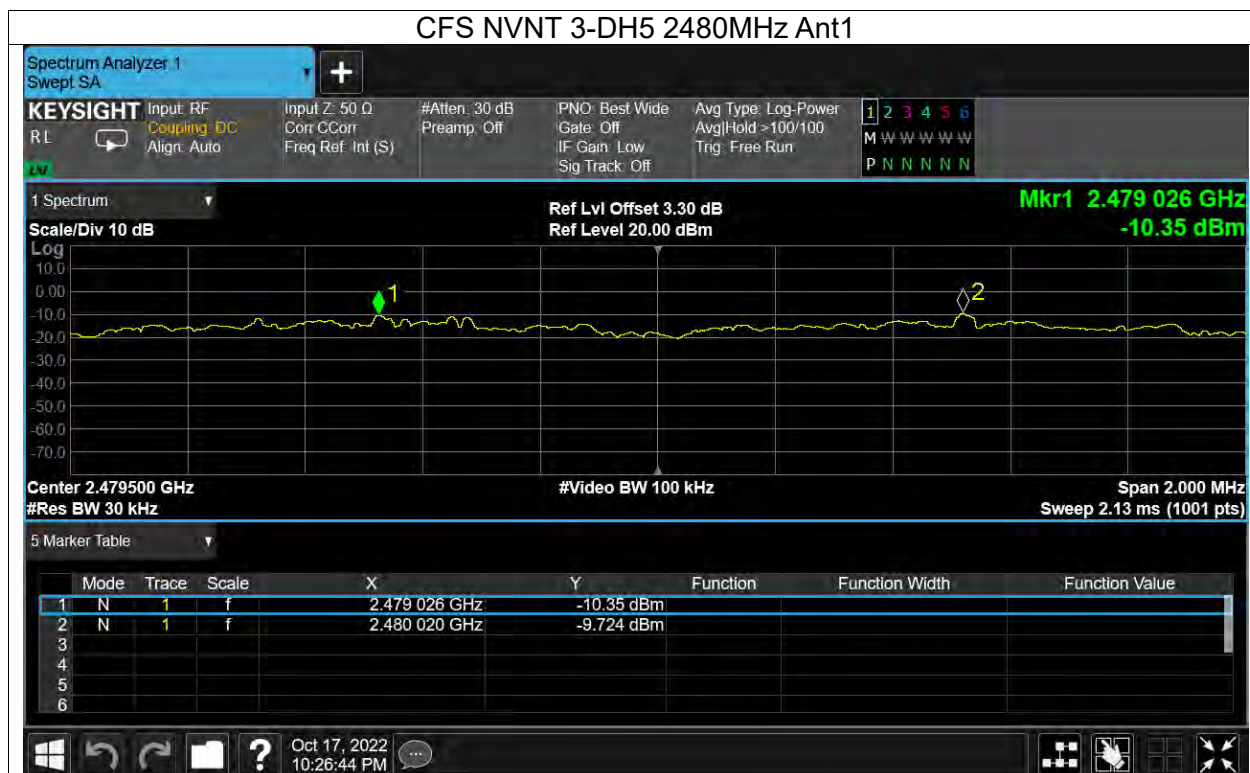 CFS NVNT 3-DH5 2480MHz Ant1
Spectrum Analyzer 1
Swept SA
+
KEYSIGHT Input: RF Input Z: 50 Ω #Atten: 30 dB PNO: Best Wide Avg Type: Log-Power 1 2 3 4 5 6
RL Coupling: DC Corr CCorr Preamp: Off Gate: Off Avg|Hold >100/100 M W W W W W
Align: Auto Freq Ref: Int (S) IF Gain: Low Trig: Free Run
Sig Track: Off P N N N N N
1 Spectrum Ref Lvl Offset 3.30 dB Mkr1 2.479 026 GHz
Scale/Div 10 dB Ref Level 20.00 dBm -10.35 dBm
Log
10.0
0.00
1 2
-10.0
-20.0
-30.0
-40.0
-50.0
-60.0
-70.0
Center 2.479500 GHz #Video BW 100 kHz Span 2.000 MHz
#Res BW 30 kHz Sweep 2.13 ms (1001 pts)
5 Marker Table
Mode Trace Scale X Y Function Function Width Function Value
1 N 1 f 2.479 026 GHz -10.35 dBm
2 N 1 f 2.480 020 GHz -9.724 dBm
3
4
5
6
? Oct 17, 2022
10:26:44 PM